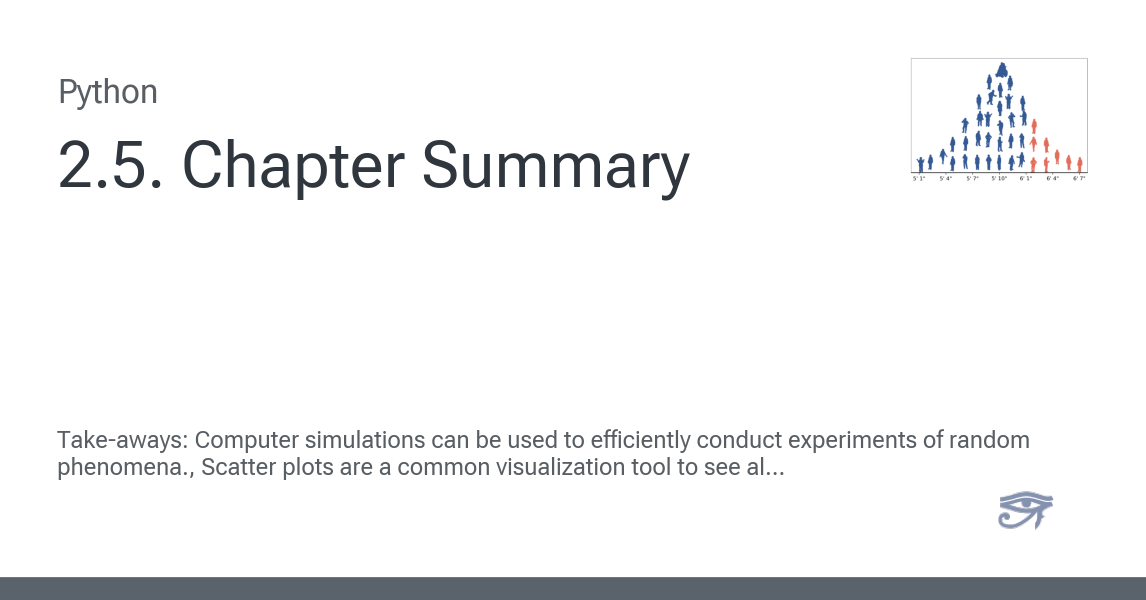 Python
2.5. Chapter Summary
5' 1" 5' 4" 5' 7" 5' 10" 6' 1" 6' 4" 6' 7"
Take-aways: Computer simulations can be used to efficiently conduct experiments of random
phenomena., Scatter plots are a common visualization tool to see al...